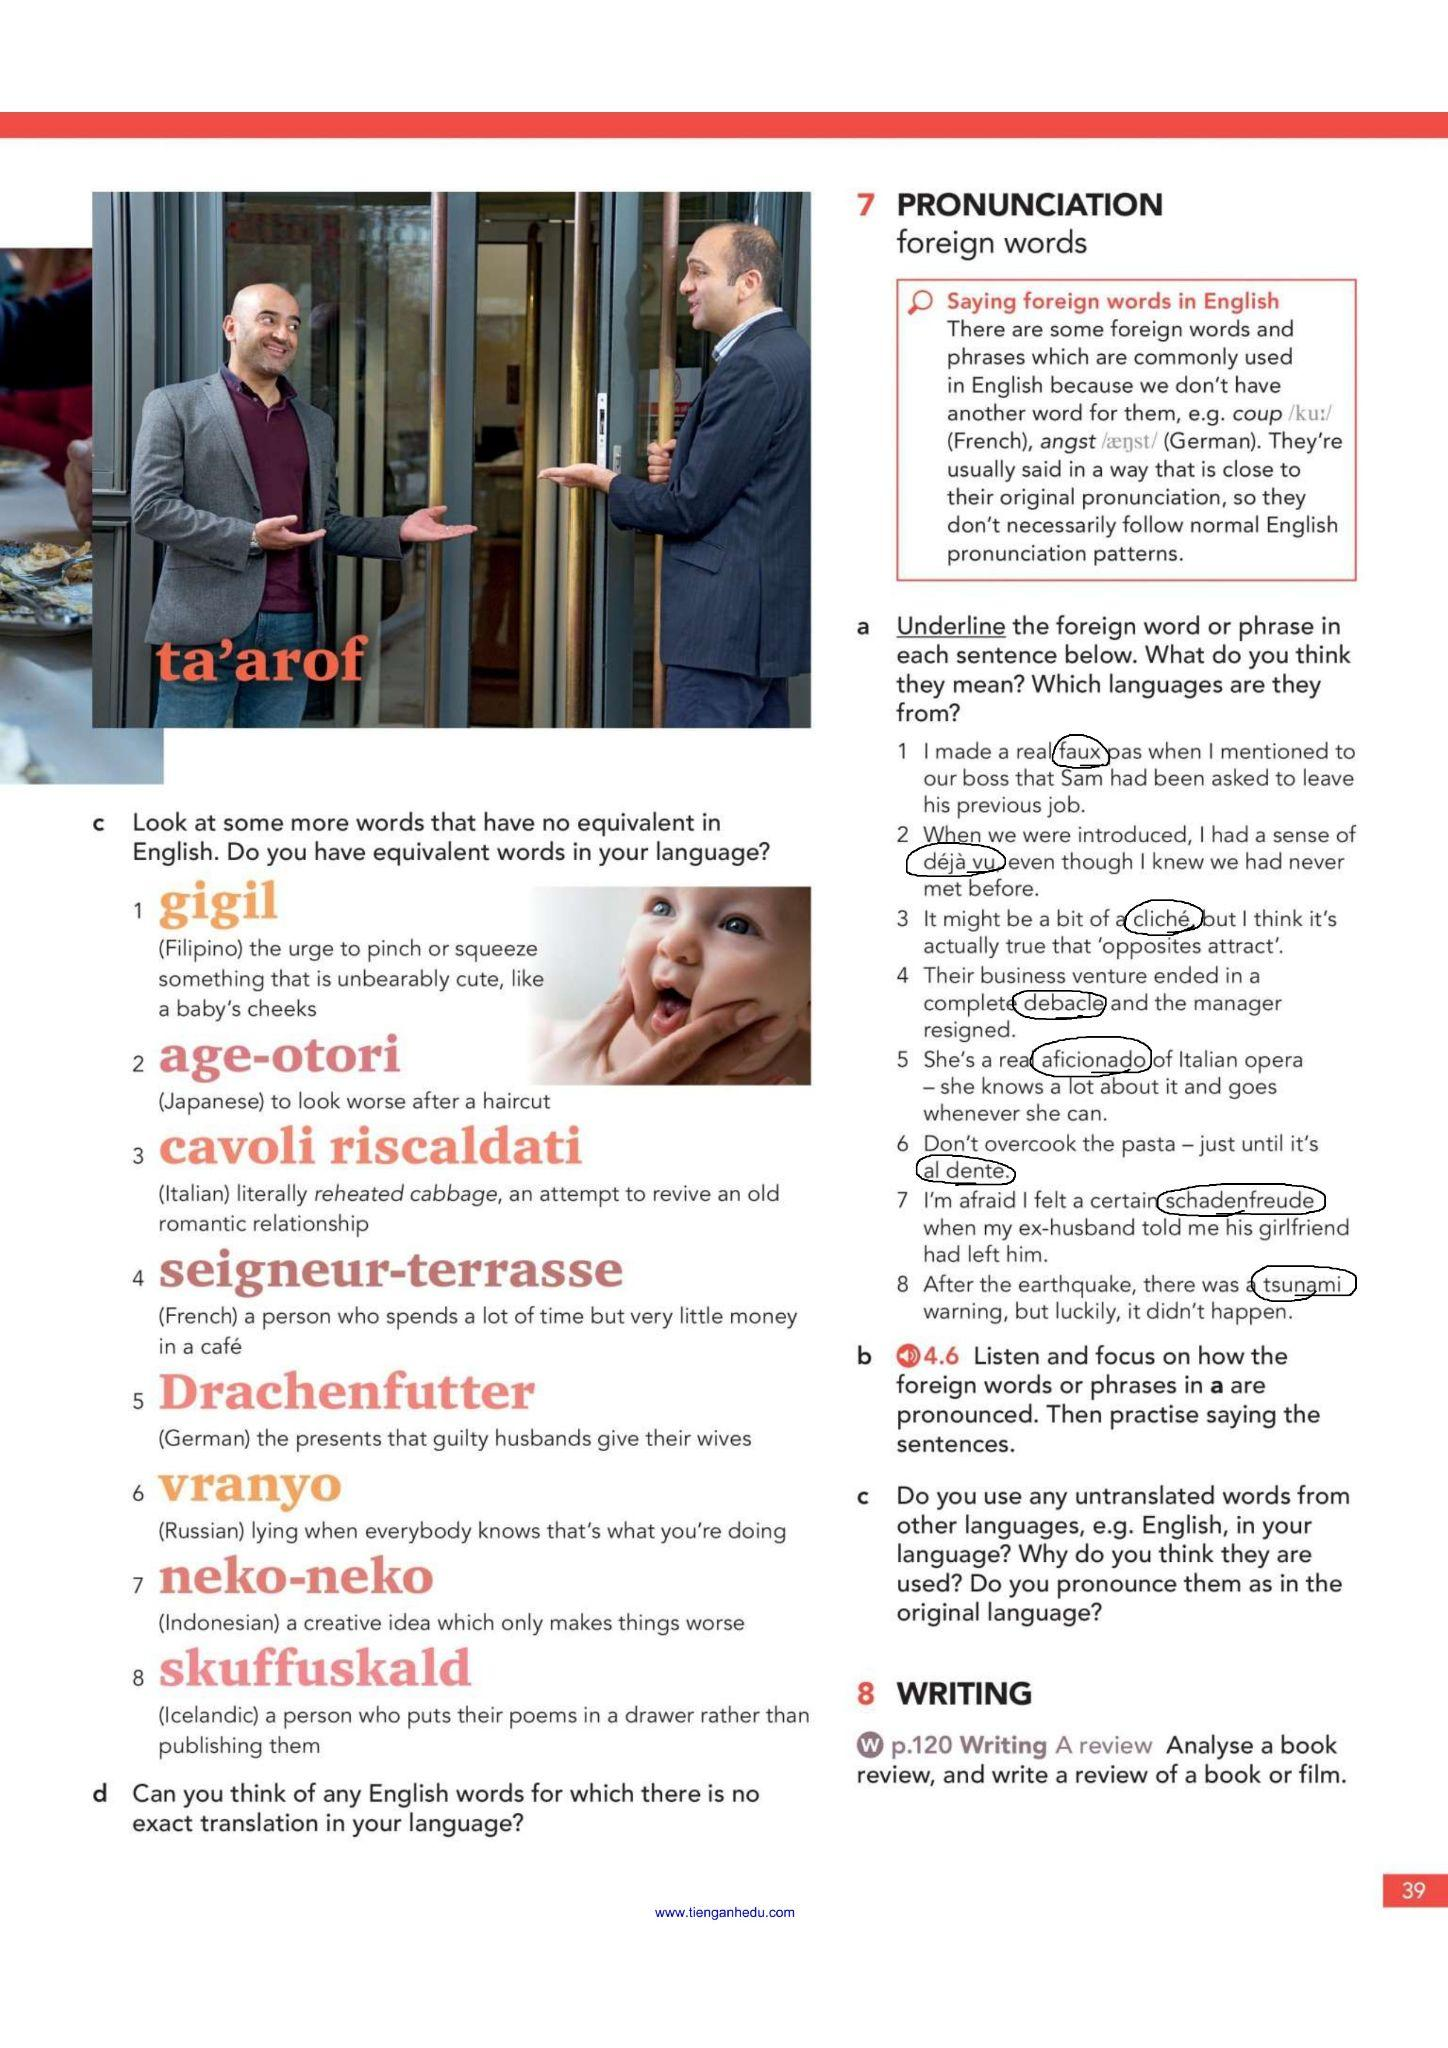 ta'arof
c Look at some more words that have no equivalent in
English. Do you have equivalent words in your language?
1 gigil
(Filipino) the urge to pinch or squeeze
something that is unbearably cute, like
a baby's cheeks
2 age-otori
(Japanese) to look worse after a haircut
3 cavoli riscaldati
(Italian) literally reheated cabbage, an attempt to revive an old
romantic relationship
4 seigneur-terrasse
(French) a person who spends a lot of time but very little money
in a café
5 Drachenfutter
(German) the presents that guilty husbands give their wives
6 vranyo
(Russian) lying when everybody knows that's what you're doing
7 neko-neko
(Indonesian) a creative idea which only makes things worse
8 skuffuskald
(Icelandic) a person who puts their poems in a drawer rather than
publishing them
d Can you think of any English words for which there is no
exact translation in your language?
7 PRONUNCIATION
foreign words
Saying foreign words in English
There are some foreign words and
phrases which are commonly used
in English because we don't have
another word for them, e.g. coup /kuː/
(French), angst /æŋst/ (German). They're
usually said in a way that is close to
their original pronunciation, so they
don't necessarily follow normal English
pronunciation patterns.
a Underline the foreign word or phrase in
each sentence below. What do you think
they mean? Which languages are they
from?
1 I made a real faux pas when I mentioned to
our boss that Sam had been asked to leave
his previous job.
2 When we were introduced, I had a sense of
déjà vu, even though I knew we had never
met before.
3 It might be a bit of a cliché, but I think it's
actually true that 'opposites attract'.
4 Their business venture ended in a
complete debacle and the manager
resigned.
5 She's a real aficionado of Italian opera
– she knows a lot about it and goes
whenever she can.
6 Don't overcook the pasta – just until it's
al dente.
7 I'm afraid I felt a certain schadenfreude
when my ex-husband told me his girlfriend
had left him.
8 After the earthquake, there was a tsunami
warning, but luckily, it didn't happen.
b 4.6 Listen and focus on how the
foreign words or phrases in a are
pronounced. Then practise saying the
sentences.
c Do you use any untranslated words from
other languages, e.g. English, in your
language? Why do you think they are
used? Do you pronounce them as in the
original language?
8 WRITING
W p.120 Writing A review Analyse a book
review, and write a review of a book or film.
39
www.tienganhedu.com